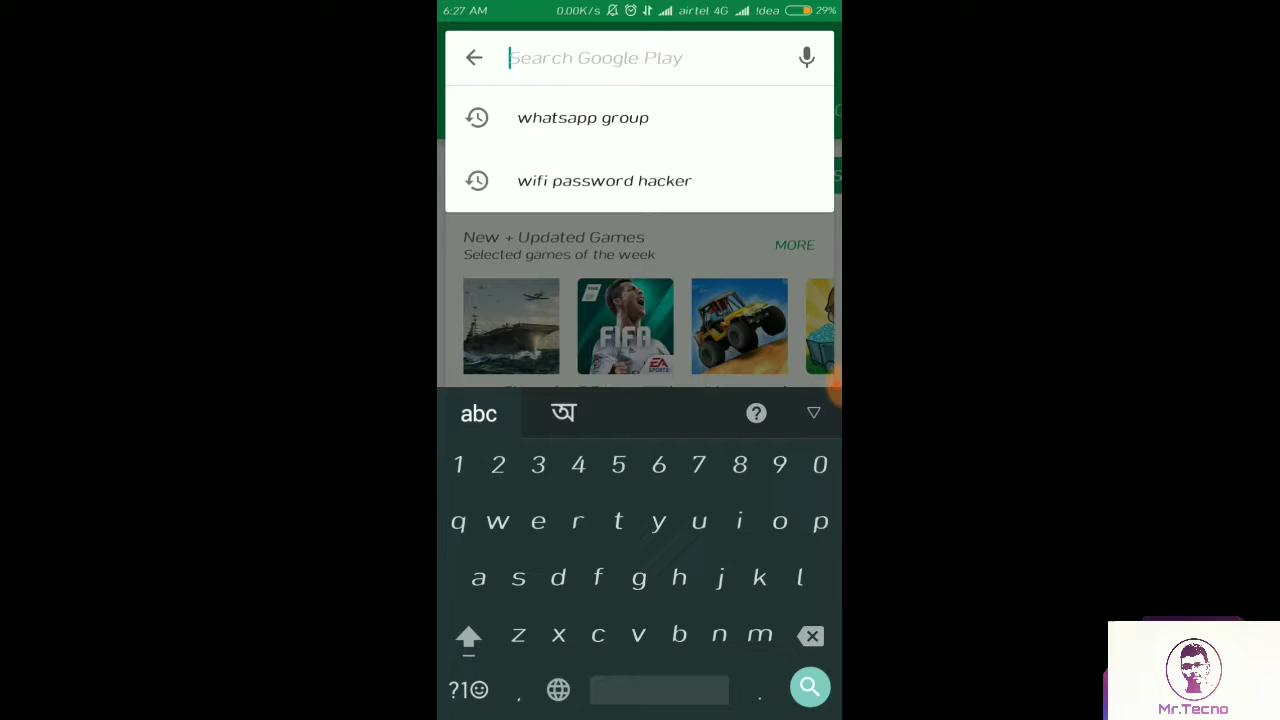 6:27 AM 0.00K/s airtel 4G !dea 29%
Search Google Play
whatsapp group
wifi password hacker
New + Updated Games
MORE
Selected games of the week
FIFA
EA
SPORTS
abc অ ?
1 2 3 4 5 6 7 8 9 0
q w e r t y u i o p
a s d f g h j k l
z x c v b n m
?1☺ , .
Mr.Tecno